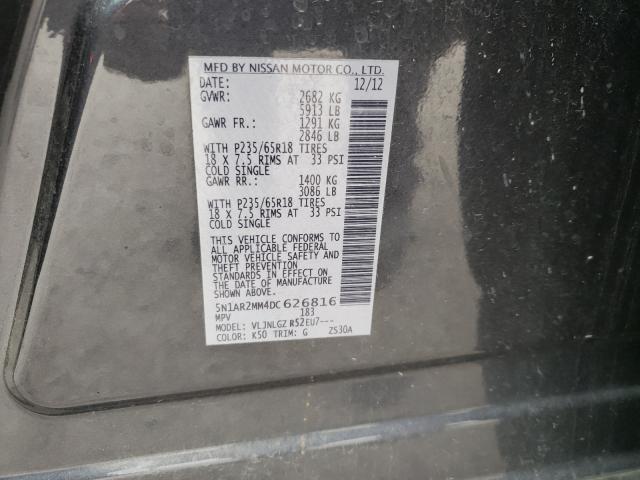 MFD BY NISSAN MOTOR CO., LTD.
DATE: 12/12
GVWR: 2682 KG
5913 LB
GAWR FR.: 1291 KG
2846 LB
WITH P235/65R18 TIRES
18 X 7.5 RIMS AT 33 PSI
COLD SINGLE
GAWR RR.: 1400 KG
3086 LB
WITH P235/65R18 TIRES
18 X 7.5 RIMS AT 33 PSI
COLD SINGLE
THIS VEHICLE CONFORMS TO
ALL APPLICABLE FEDERAL
MOTOR VEHICLE SAFETY AND
THEFT PREVENTION
STANDARDS IN EFFECT ON
THE DATE OF MANUFACTURE
SHOWN ABOVE.
5N1AR2MM4DC626816
MPV 183
MODEL: VLJNLGZ R52EU7---
COLOR: K50 TRIM: G ZS30A